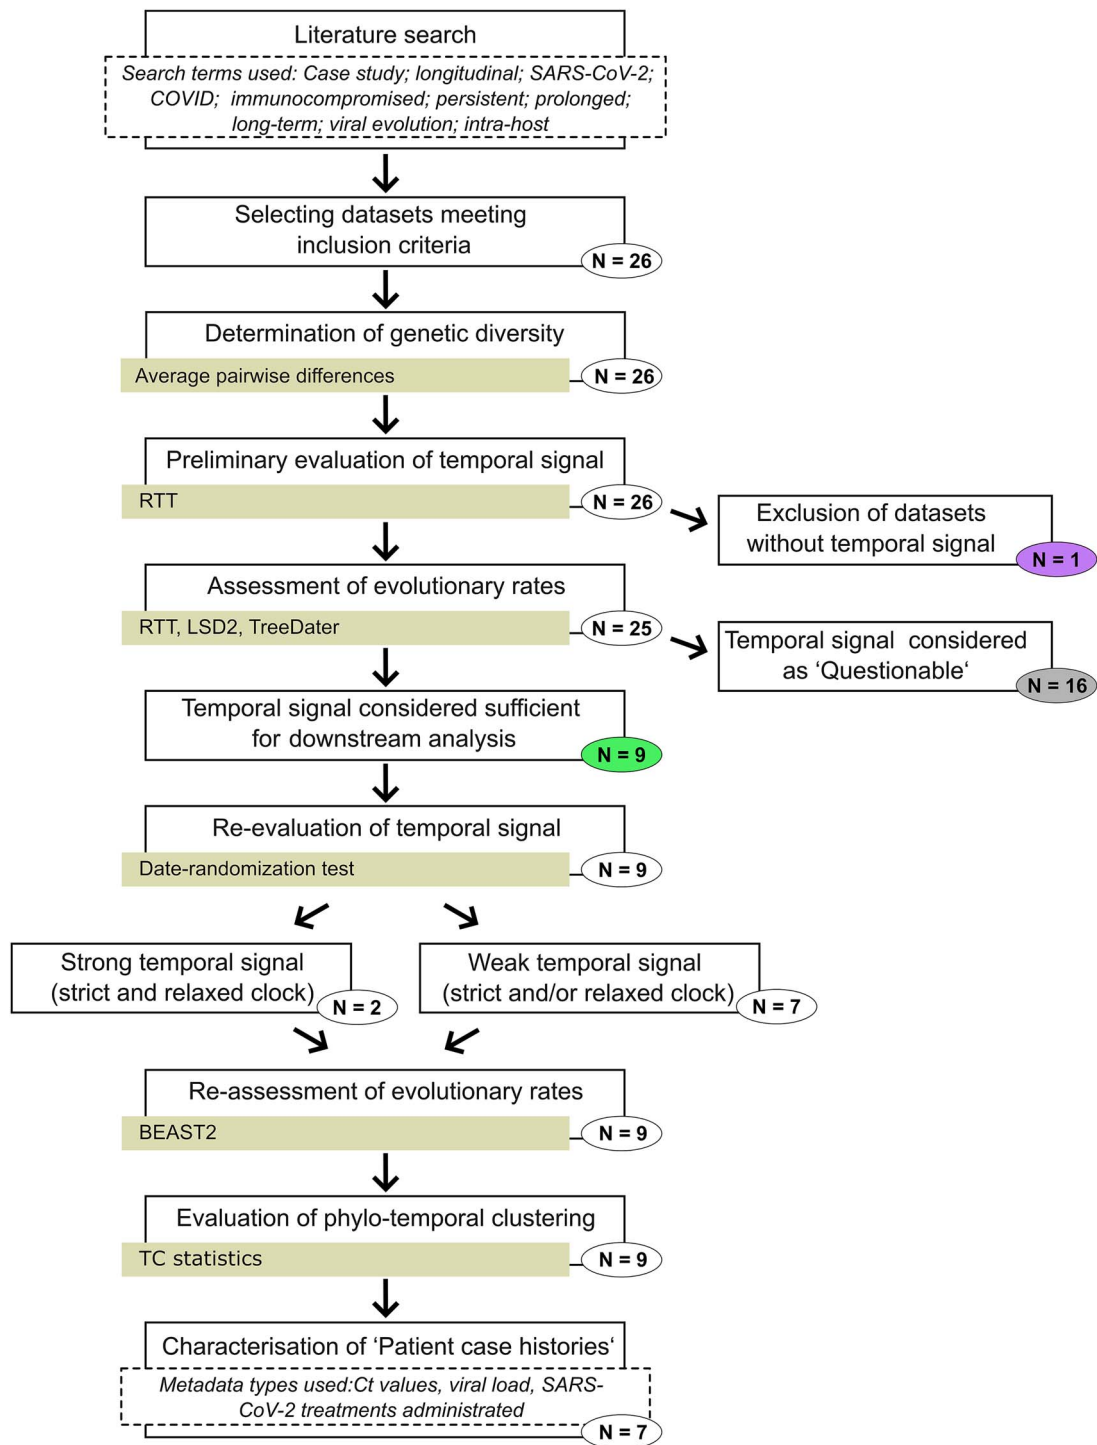 Literature search
Search terms used: Case study; longitudinal; SARS-CoV-2;
COVID; immunocompromised; persistent; prolonged;
long-term; viral evolution; intra-host
Selecting datasets meeting
inclusion criteria
N = 26
Determination of genetic diversity
Average pairwise differences
N = 26
Preliminary evaluation of temporal signal
RTT
N = 26
Exclusion of datasets
without temporal signal
N = 1
Assessment of evolutionary rates
RTT, LSD2, TreeDater
N = 25
Temporal signal considered
as ‘Questionable‘
N = 16
Temporal signal considered sufficient
for downstream analysis
N = 9
Re-evaluation of temporal signal
Date-randomization test
N = 9
Strong temporal signal
(strict and relaxed clock)
N = 2
Weak temporal signal
(strict and/or relaxed clock)
N = 7
Re-assessment of evolutionary rates
BEAST2
N = 9
Evaluation of phylo-temporal clustering
TC statistics
N = 9
Characterisation of ‘Patient case histories‘
Metadata types used:Ct values, viral load, SARS-
CoV-2 treatments administrated
N = 7